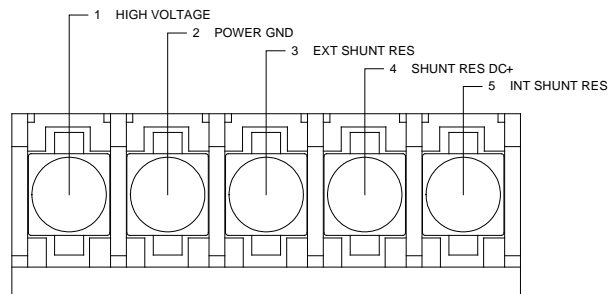 1 HIGH VOLTAGE
2 POWER GND
3 EXT SHUNT RES
4 SHUNT RES DC+
5 INT SHUNT RES